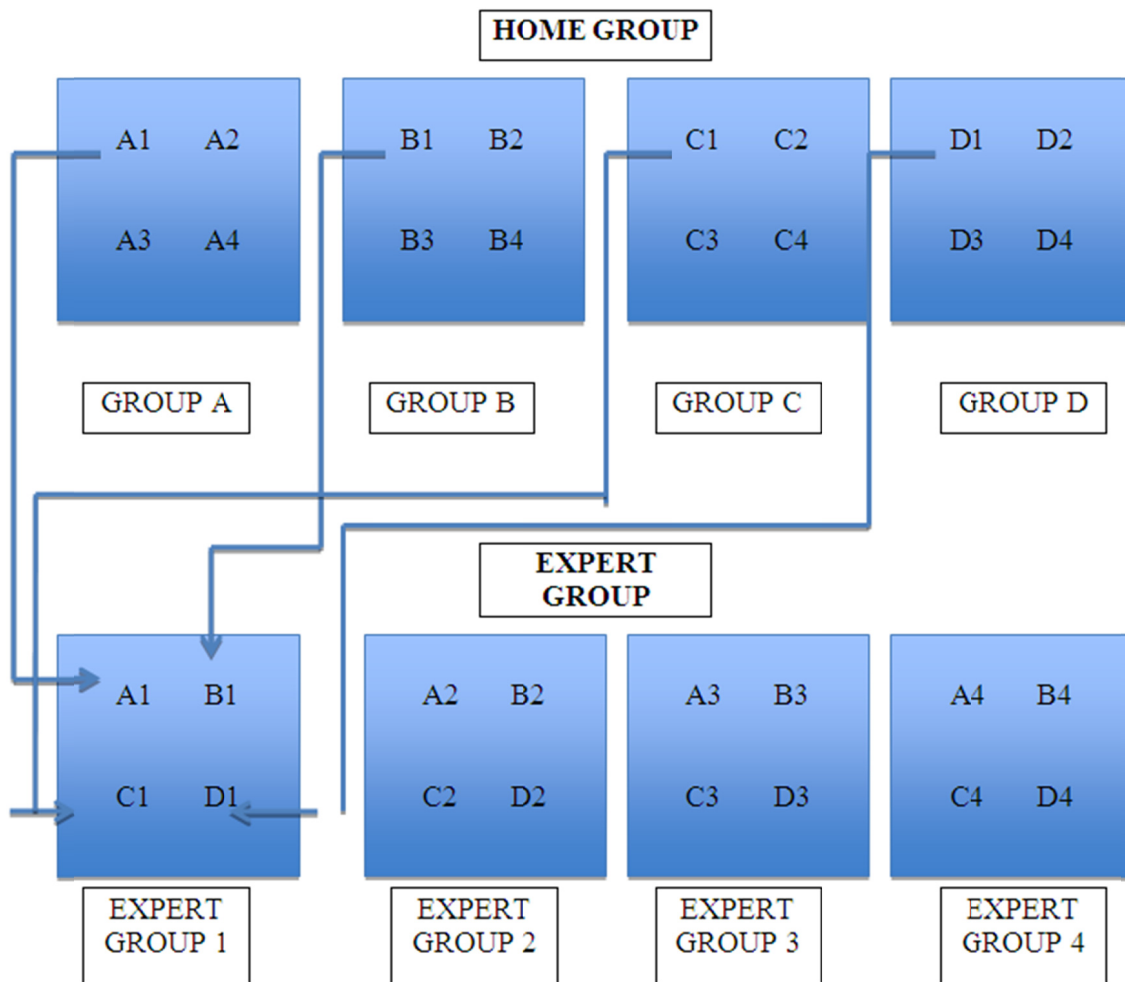 HOME GROUP
A1 A2
A3 A4
B1 B2
B3 B4
C1 C2
C3 C4
D1 D2
D3 D4
GROUP A
GROUP B
GROUP C
GROUP D
EXPERT
GROUP
A1 B1
C1 D1
A2 B2
C2 D2
A3 B3
C3 D3
A4 B4
C4 D4
EXPERT
GROUP 1
EXPERT
GROUP 2
EXPERT
GROUP 3
EXPERT
GROUP 4